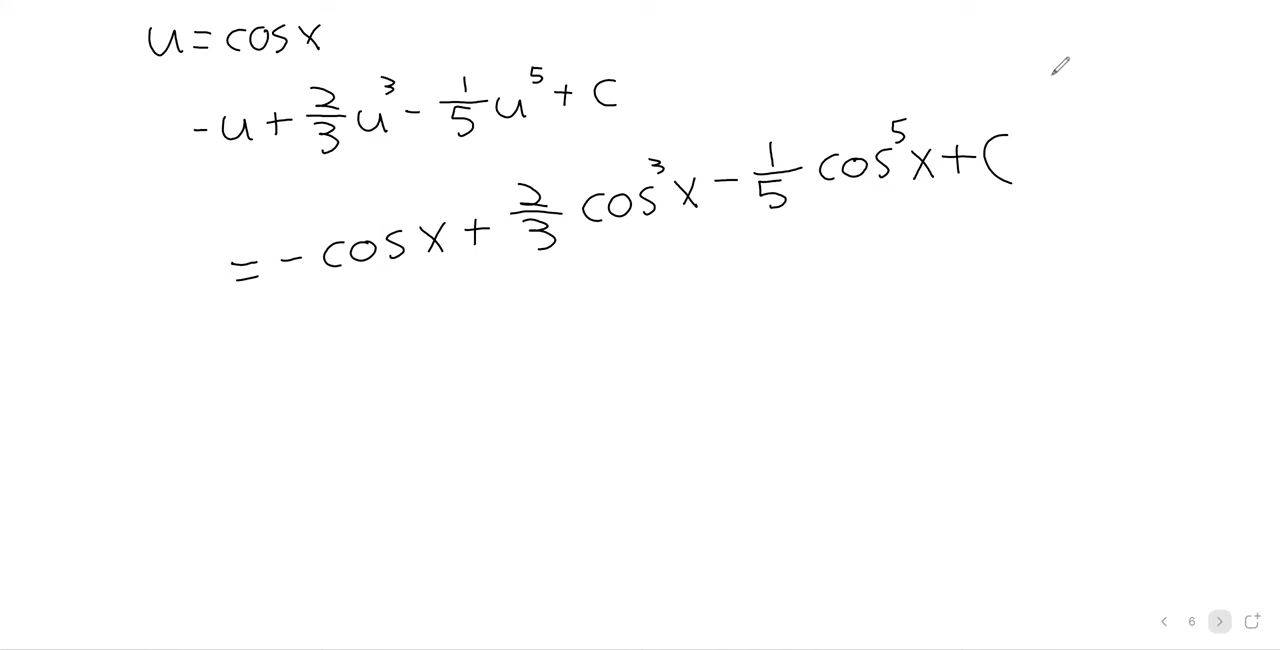 u = cos x
- u + 2/3 u^3 - 1/5 u^5 + C
= - cos x + 2/3 cos^3 x - 1/5 cos^5 x + C
6